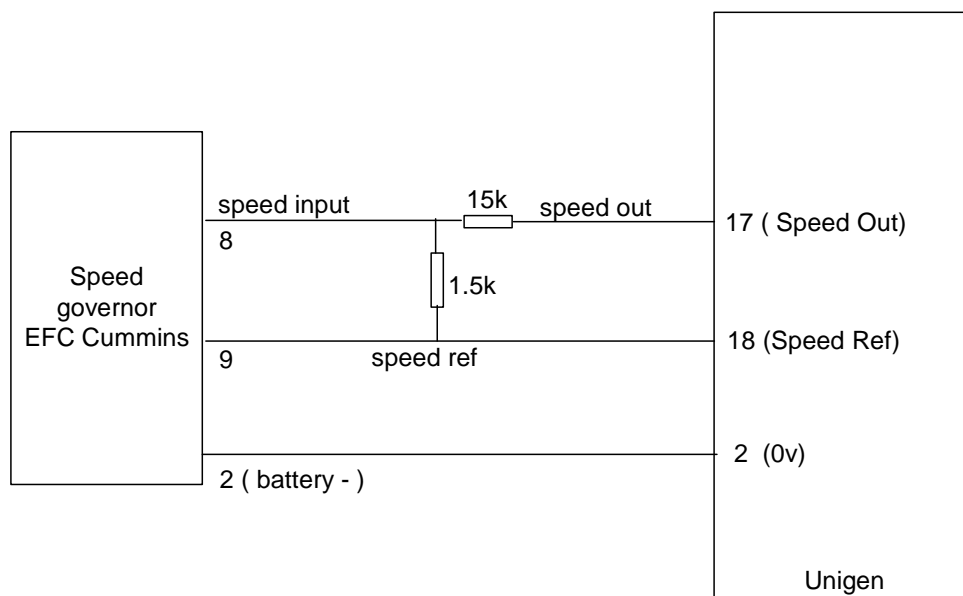 speed input
15k
speed out
8
17 ( Speed Out)
Speed
governor
EFC Cummins
1.5k
9
speed ref
18 (Speed Ref)
2 ( battery - )
2 (0v)
Unigen